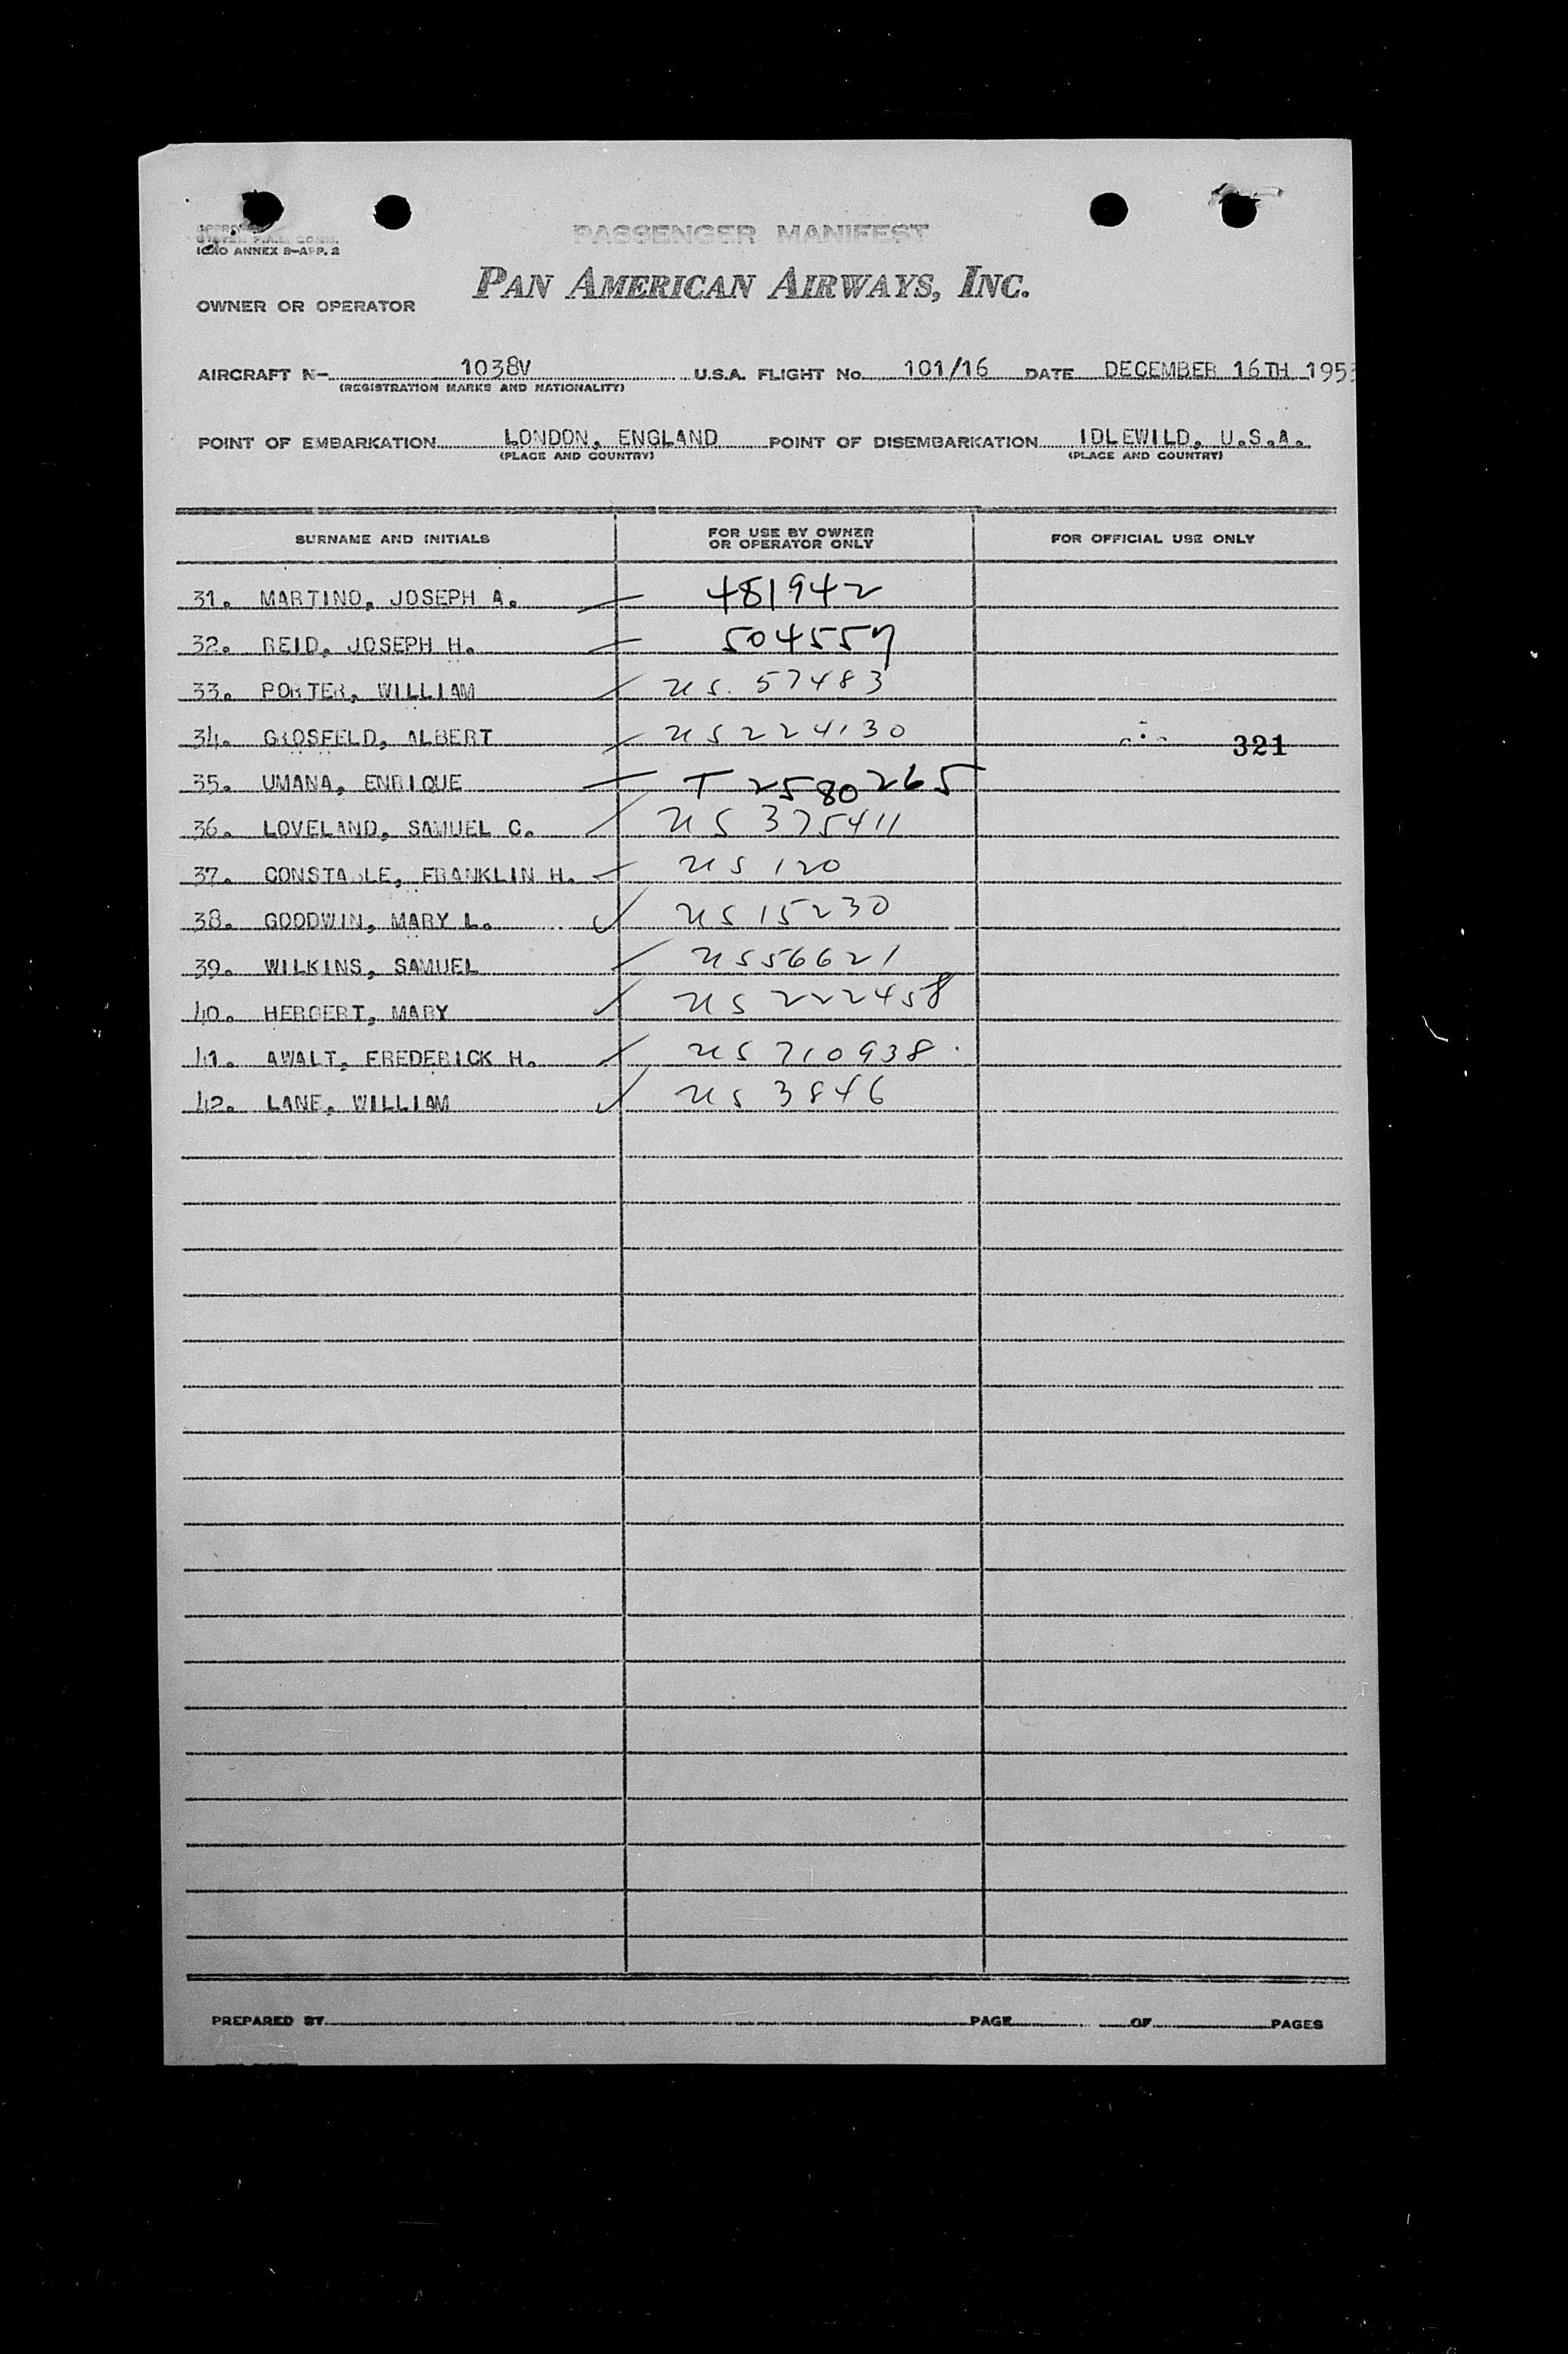 PASSENGER MANIFEST
ICAO ANNEX 9-APP. 2
PAN AMERICAN AIRWAYS, INC.
OWNER OR OPERATOR
AIRCRAFT N- 1038V U.S.A. FLIGHT No. 101/16 DATE DECEMBER 16TH 195
(REGISTRATION MARKS AND NATIONALITY)
POINT OF EMBARKATION LONDON, ENGLAND POINT OF DISEMBARKATION IDLEWILD, U.S.A.
(PLACE AND COUNTRY) (PLACE AND COUNTRY)
SURNAME AND INITIALS FOR USE BY OWNER OR OPERATOR ONLY FOR OFFICIAL USE ONLY
31. MARTINO, JOSEPH A. 481942
32. REID, JOSEPH H. 504557
33. PORTER, WILLIAM US. 57483
34. GROSFELD, ALBERT US 224130 321
35. UMANA, ENRIQUE T 2580265
36. LOVELAND, SAMUEL C. US 375411
37. CONSTABLE, FRANKLIN H. US 120
38. GOODWIN, MARY L. US 15230
39. WILKINS, SAMUEL US 56621
40. HERGERT, MARY US 222458
41. AWALT, FREDERICK H. US 710938
42. LANE, WILLIAM US 3846
PREPARED BY PAGE OF PAGES